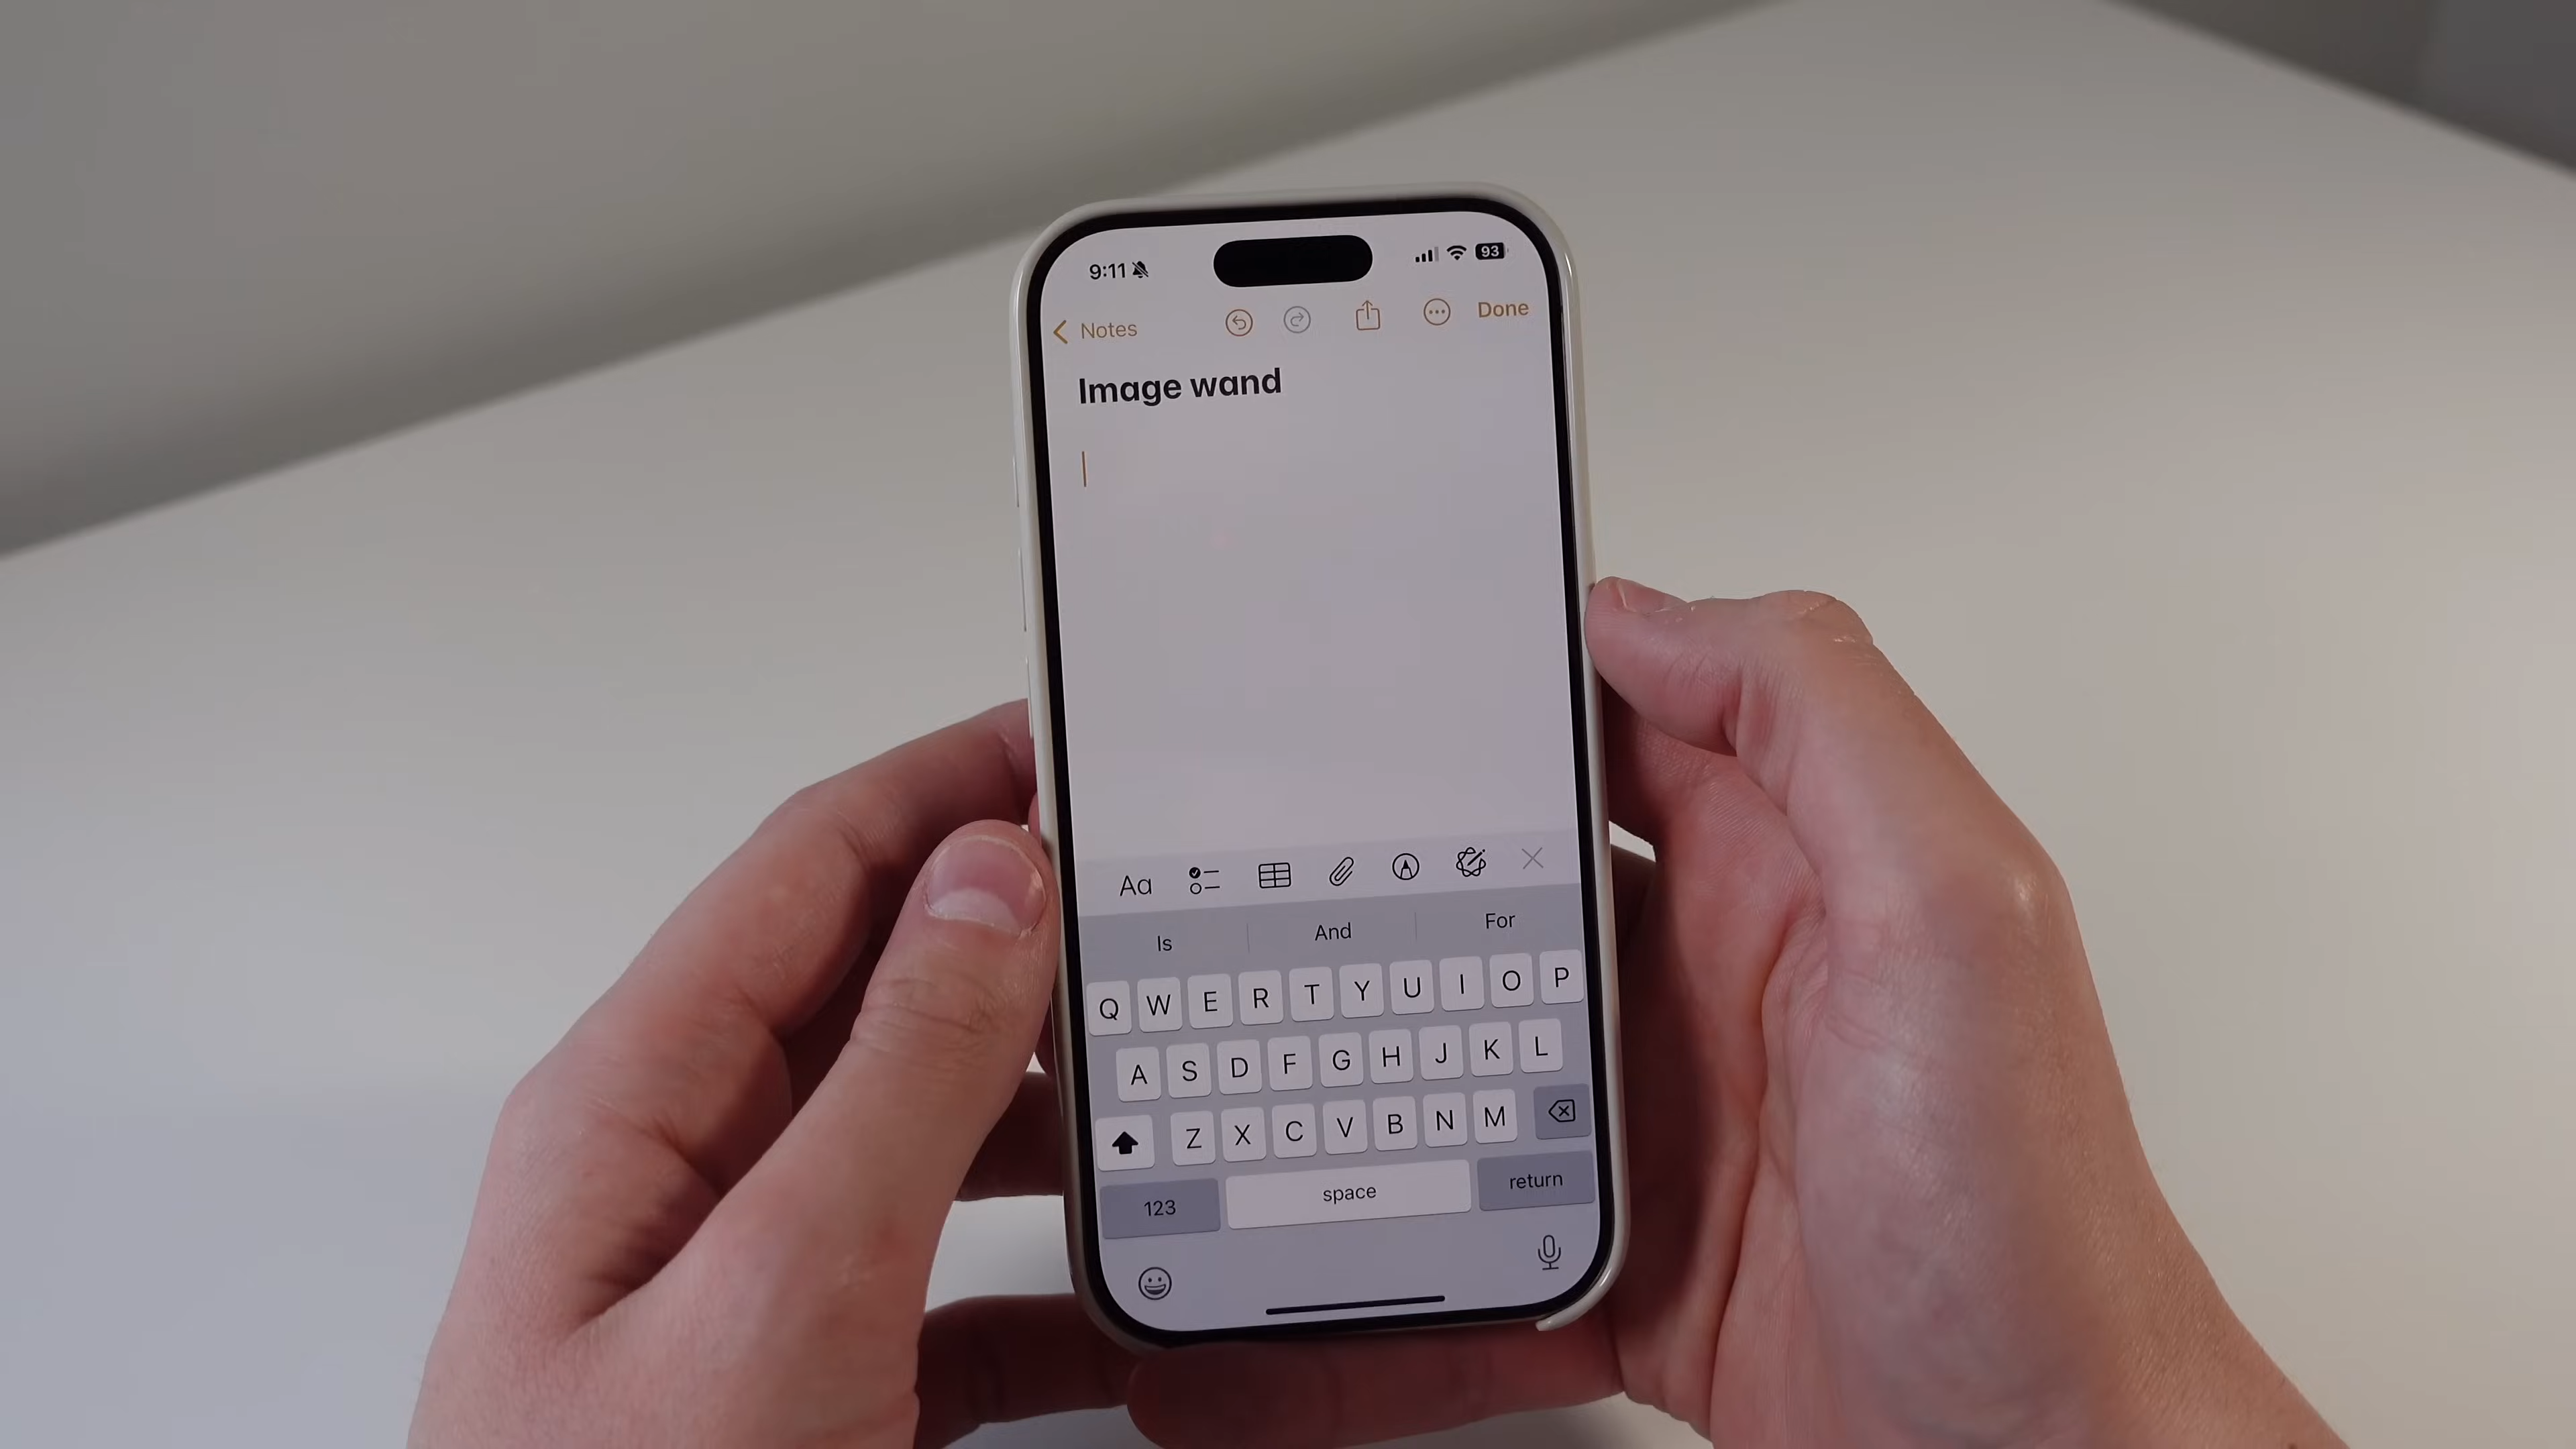 9:11 93
Notes Done
Image wand
Aa
Is And For
Q W E R T Y U I O P
A S D F G H J K L
Z X C V B N M
123 space return